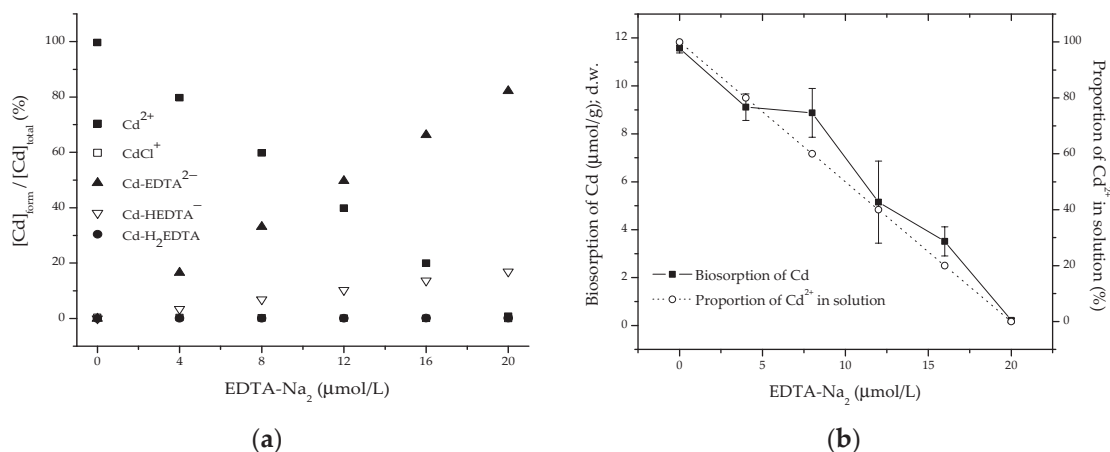 100
80
60
40
20
0
[Cd]form / [Cd]total (%)
Cd2+
CdCl+
Cd-EDTA2−
Cd-HEDTA−
Cd-H2EDTA
0 4 8 12 16 20
EDTA-Na2 (µmol/L)
(a)
12
10
8
6
4
2
0
Biosorption of Cd (µmol/g); d.w.
Biosorption of Cd
Proportion of Cd2+ in solution
100
80
60
40
20
0
Proportion of Cd2+
in solution (%)
0 5 10 15 20
EDTA-Na2 (µmol/L)
(b)